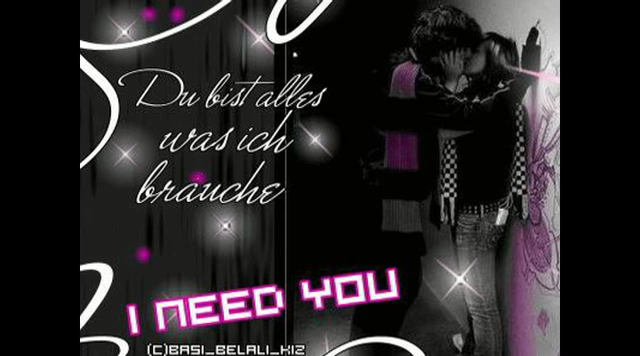 Du bist alles
was ich
brauche
I NEED YOU
(C)BASI_BELALI_KIZ